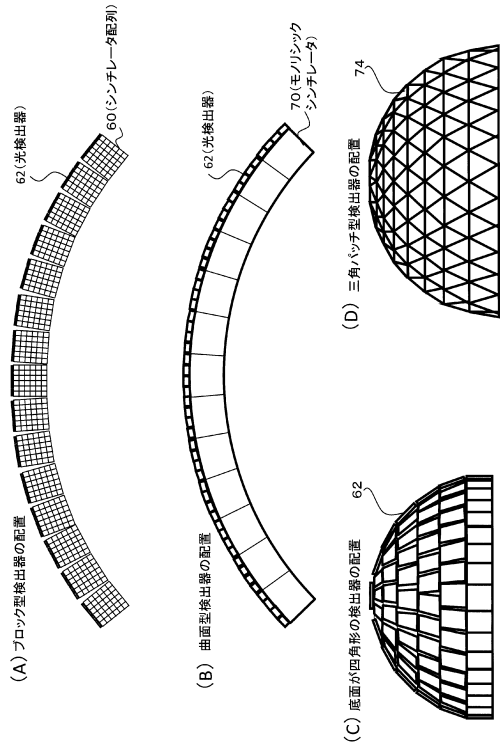 (A) ブロック型検出器の配置
62(光検出器)
60(シンチレータ配列)
(B) 曲面型検出器の配置
62(光検出器)
70(モノリシック
シンチレータ)
(C) 底面が四角形の検出器の配置
62
(D) 三角パッチ型検出器の配置
74